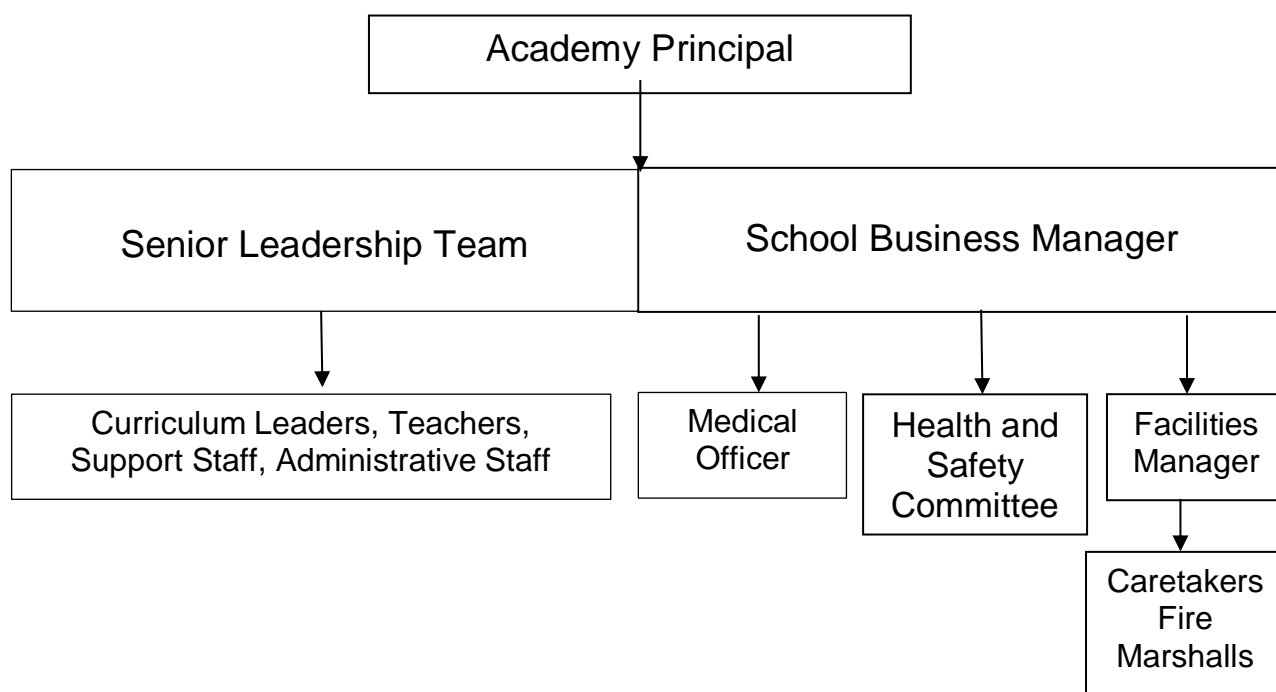 Academy Principal
Senior Leadership Team
School Business Manager
Curriculum Leaders, Teachers,
Support Staff, Administrative Staff
Medical
Officer
Health and
Safety
Committee
Facilities
Manager
Caretakers
Fire
Marshalls